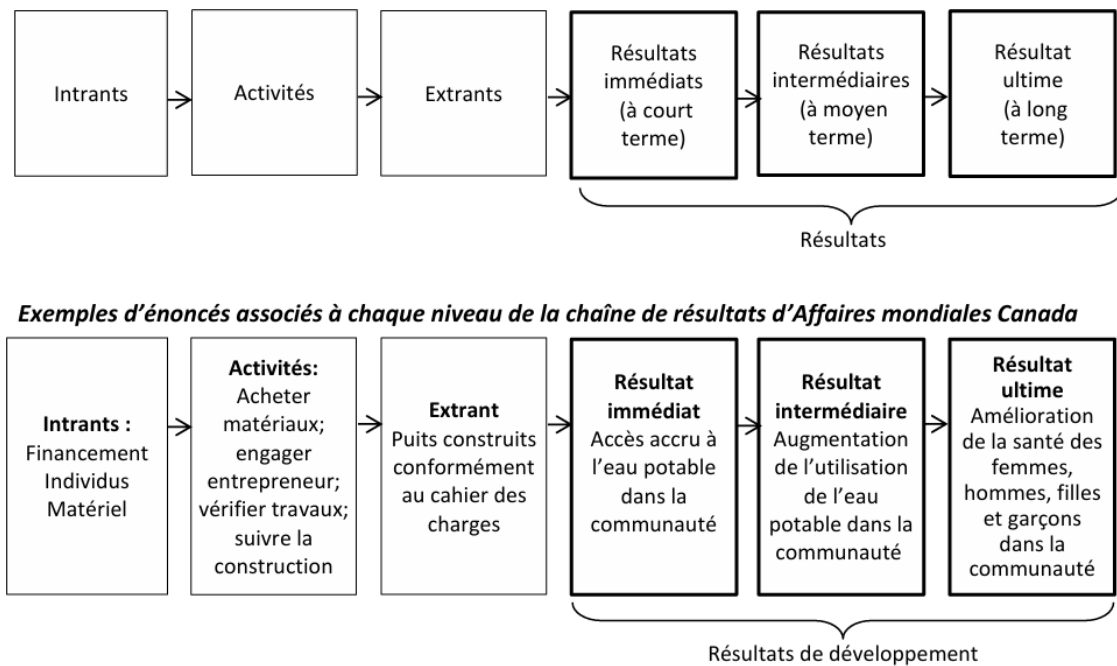 Intrants
Activités
Extrants
Résultats
immédiats
(à court
terme)
Résultats
intermédiaires
(à moyen
terme)
Résultat
ultime
(à long
terme)
Résultats
Exemples d’énoncés associés à chaque niveau de la chaîne de résultats d’Affaires mondiales Canada
Intrants :
Financement
Individus
Matériel
Activités:
Acheter
matériaux;
engager
entrepreneur;
vérifier travaux;
suivre la
construction
Extrant
Puits construits
conformément
au cahier des
charges
Résultat
immédiat
Accès accru à
l’eau potable
dans la
communauté
Résultat
intermédiaire
Augmentation
de l’utilisation
de l’eau
potable dans la
communauté
Résultat
ultime
Amélioration
de la santé des
femmes,
hommes, filles
et garçons
dans la
communauté
Résultats de développement